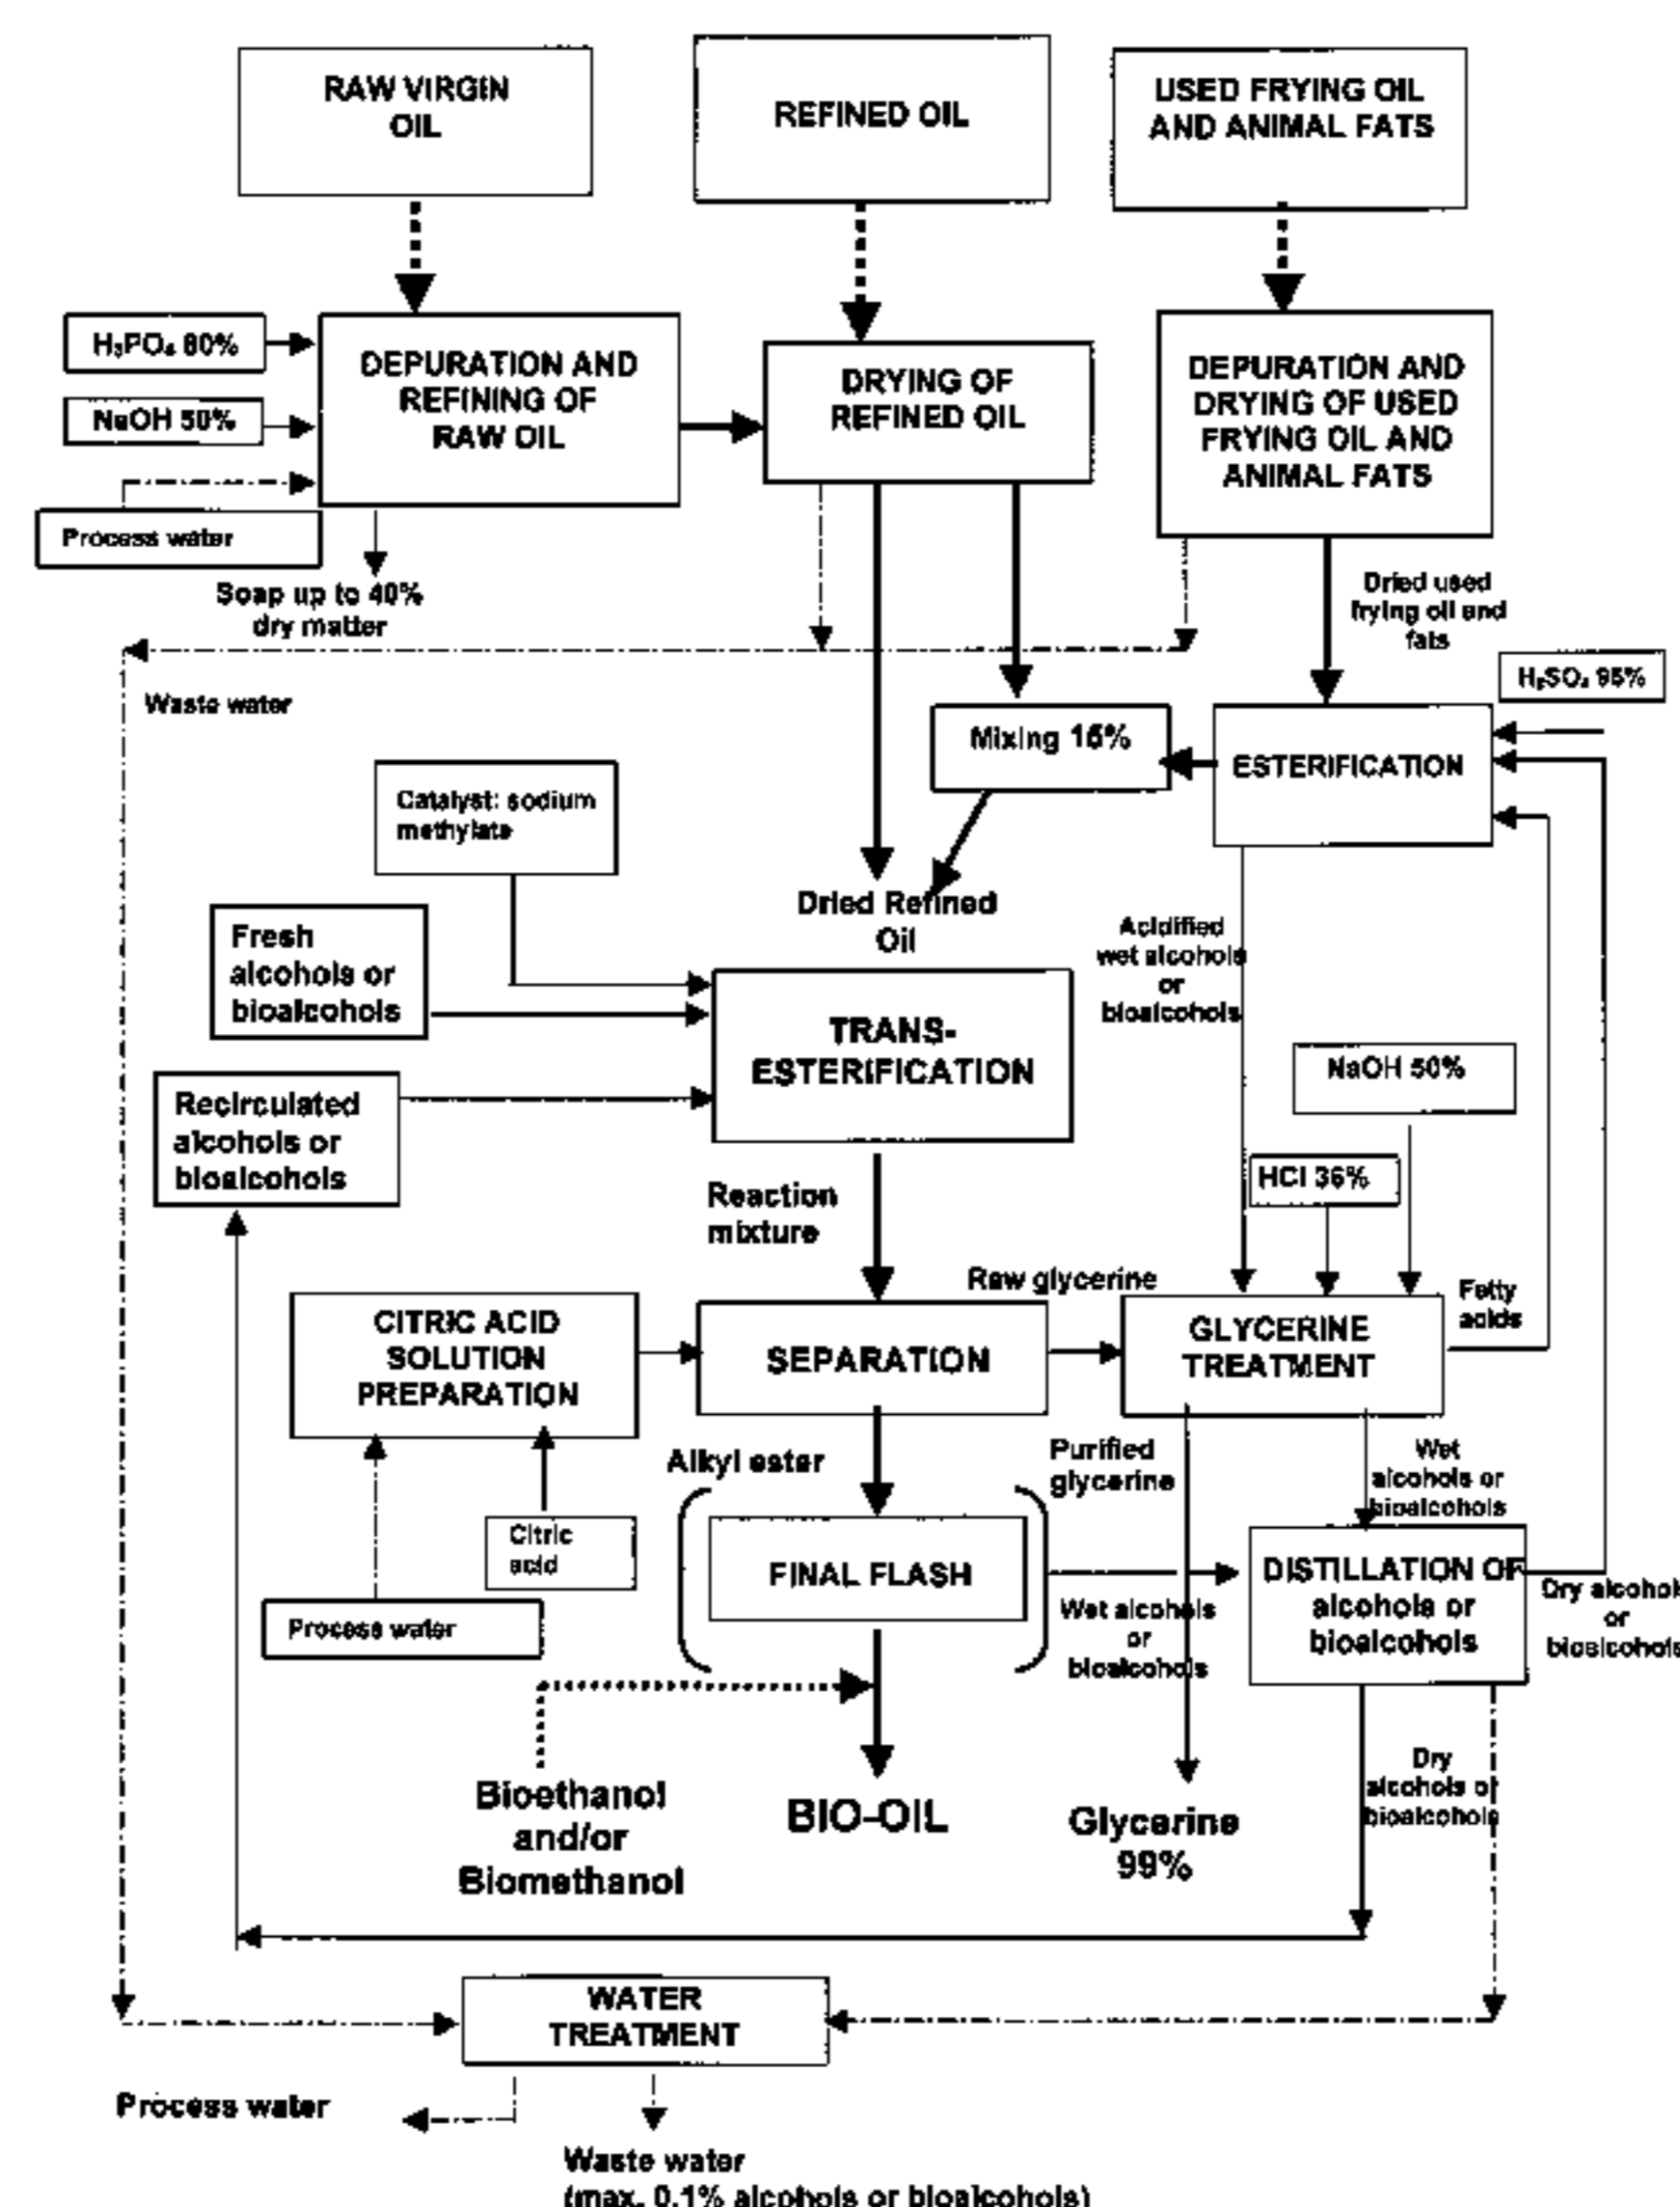 RAW VIRGIN
OIL
REFINED OIL
USED FRYING OIL
AND ANIMAL FATS
H₃PO₄ 80%
NaOH 50%
Process water
DEPURATION AND
REFINING OF
RAW OIL
DRYING OF
REFINED OIL
DEPURATION AND
DRYING OF USED
FRYING OIL AND
ANIMAL FATS
Soap up to 40%
dry matter
Dried used
frying oil and
fats
H₂SO₄ 95%
Waste water
Mixing 15%
ESTERIFICATION
Catalyst: sodium
methylate
Dried Refined
Oil
Fresh
alcohols or
bioalcohols
Acidified
wet alcohols
or
bioalcohols
TRANS-
ESTERIFICATION
NaOH 50%
Recirculated
alcohols or
bioalcohols
HCl 36%
Reaction
mixture
Raw glycerine
Fatty
acids
CITRIC ACID
SOLUTION
PREPARATION
SEPARATION
GLYCERINE
TREATMENT
Alkyl ester
Purified
glycerine
Wet
alcohols or
bioalcohols
Citric
acid
FINAL FLASH
DISTILLATION OF
alcohols or
bioalcohols
Dry alcohols
or
bioalcohols
Process water
Wet alcohols
or
bioalcohols
Dry
alcohols or
bioalcohols
Bioethanol
and/or
Biomethanol
BIO-OIL
Glycerine
99%
WATER
TREATMENT
Process water
Waste water
(max. 0.1% alcohols or bioalcohols)